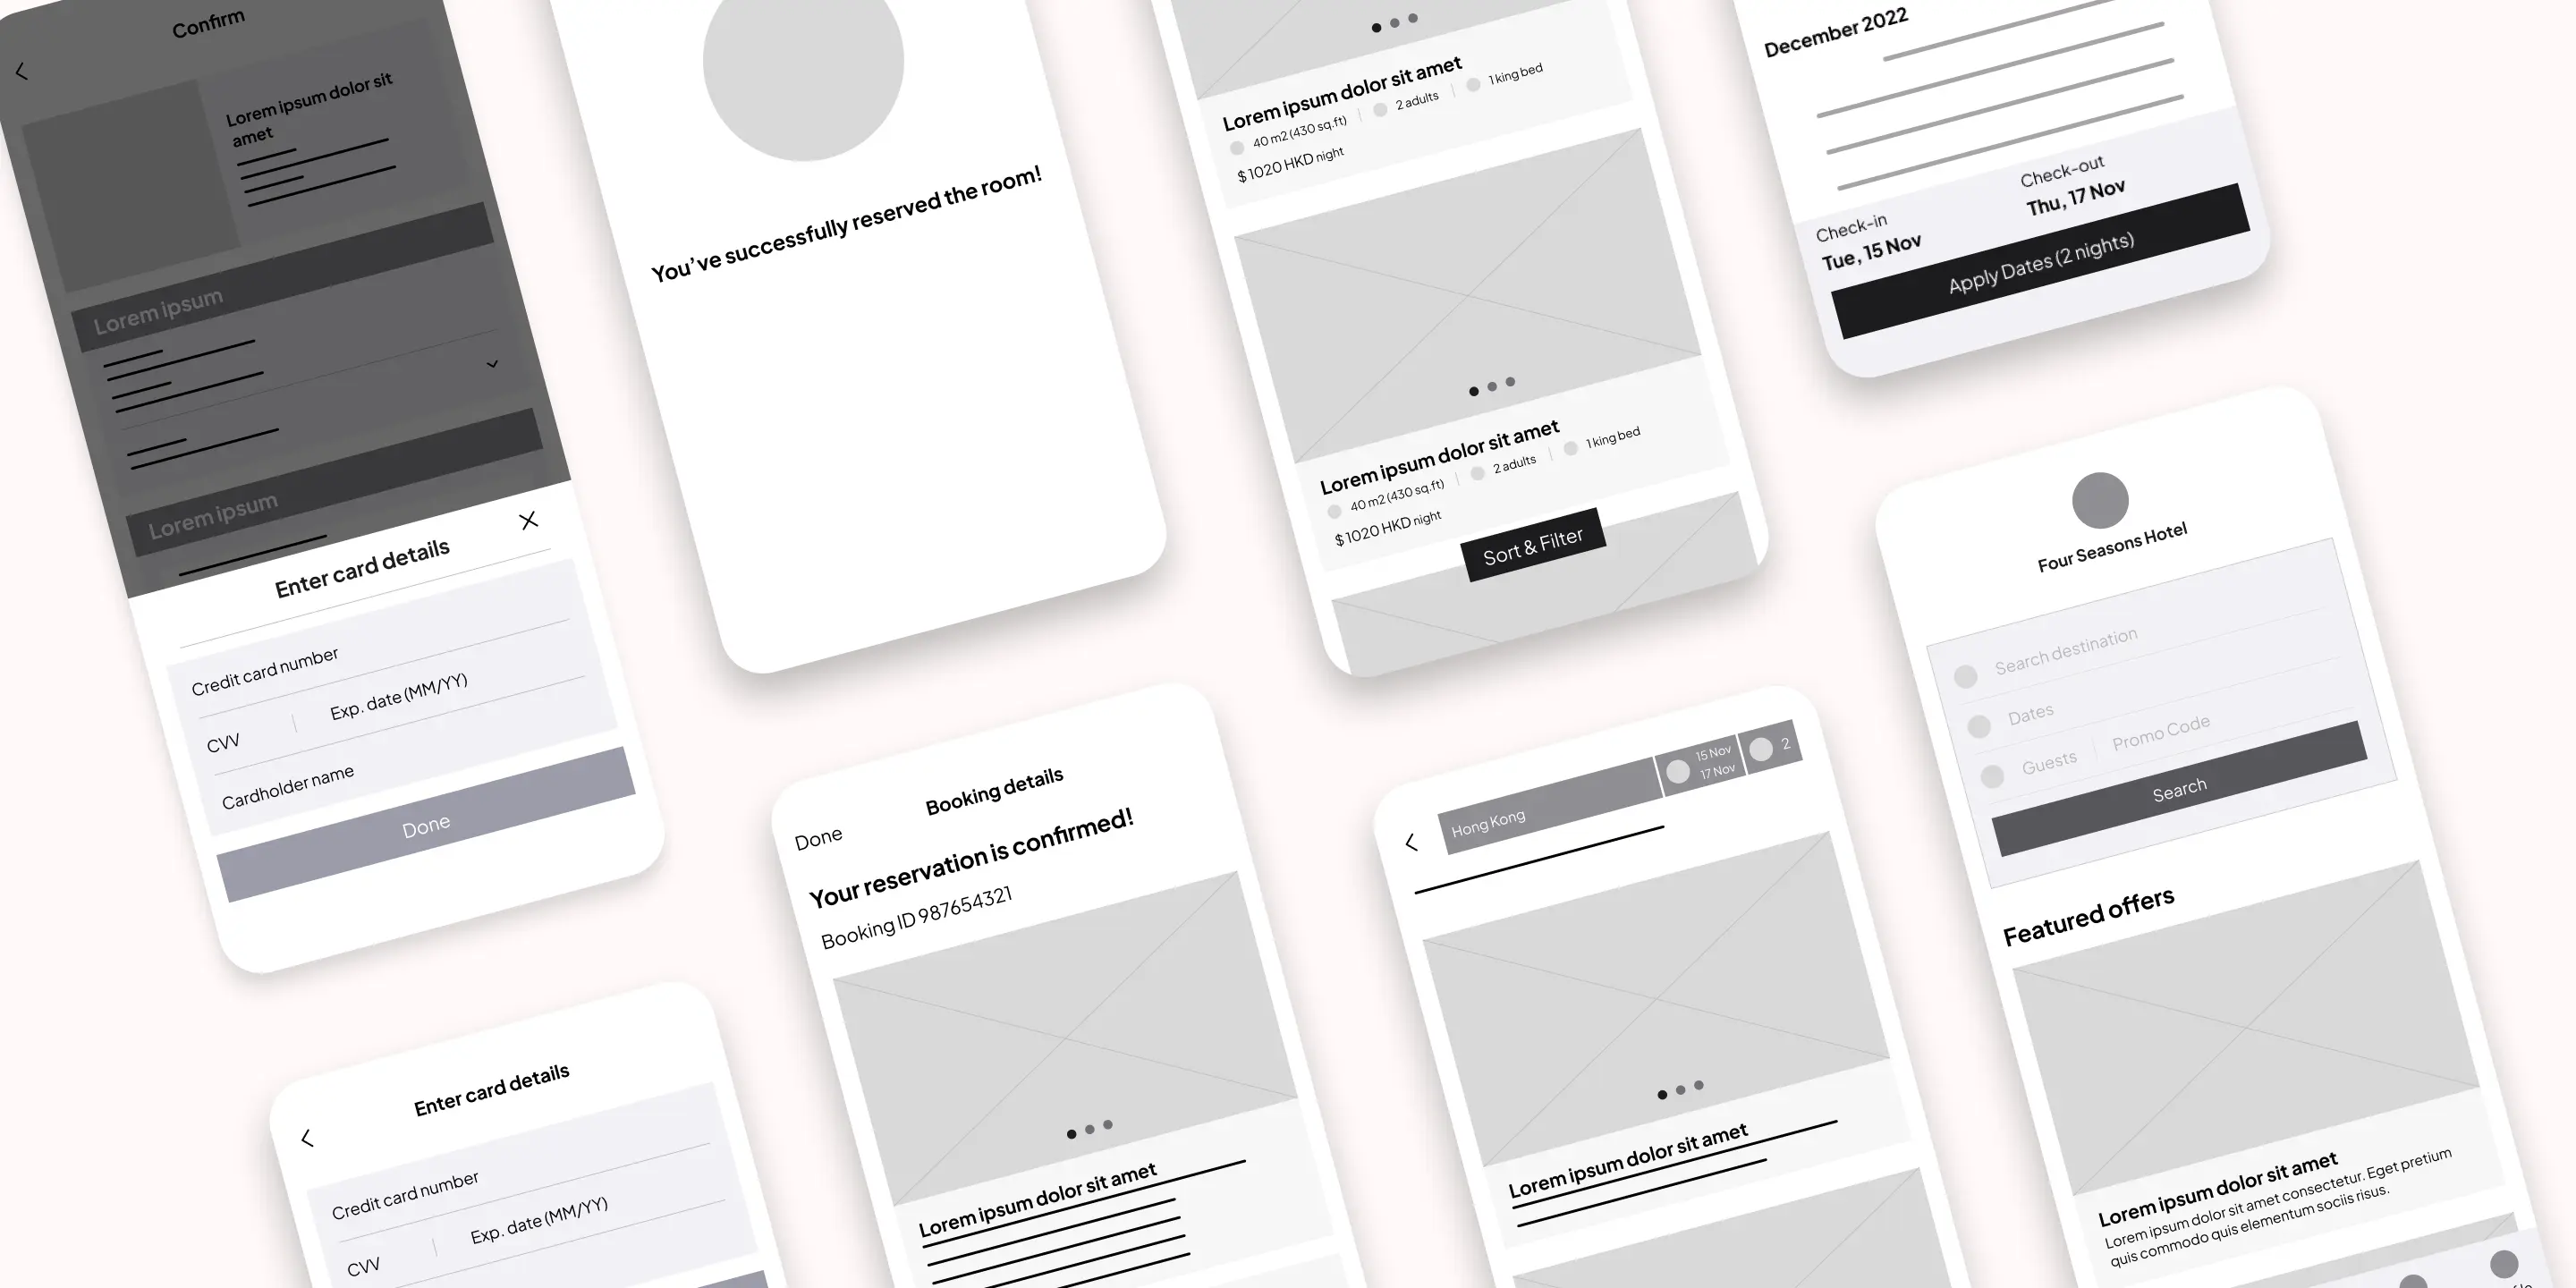 Confirm
Lorem ipsum dolor sit
amet
Lorem ipsum
Lorem ipsum
Enter card details
Credit card number
CVV
Exp. date (MM/YY)
Cardholder name
Done
You’ve successfully reserved the room!
Lorem ipsum dolor sit amet
40 m2 (430 sq.ft) 2 adults 1 king bed
$ 1020 HKD night
Lorem ipsum dolor sit amet
40 m2 (430 sq.ft) 2 adults 1 king bed
$ 1020 HKD night
Sort & Filter
December 2022
Check-in
Tue, 15 Nov
Check-out
Thu, 17 Nov
Apply Dates (2 nights)
Enter card details
Credit card number
CVV
Exp. date (MM/YY)
Done
Booking details
Your reservation is confirmed!
Booking ID 987654321
Lorem ipsum dolor sit amet
Hong Kong
15 Nov
17 Nov
2
Lorem ipsum dolor sit amet
Four Seasons Hotel
Search destination
Dates
Guests
Promo Code
Search
Featured offers
Lorem ipsum dolor sit amet
Lorem ipsum dolor sit amet consectetur. Eget pretium
quis commodo quis elementum sociis risus.